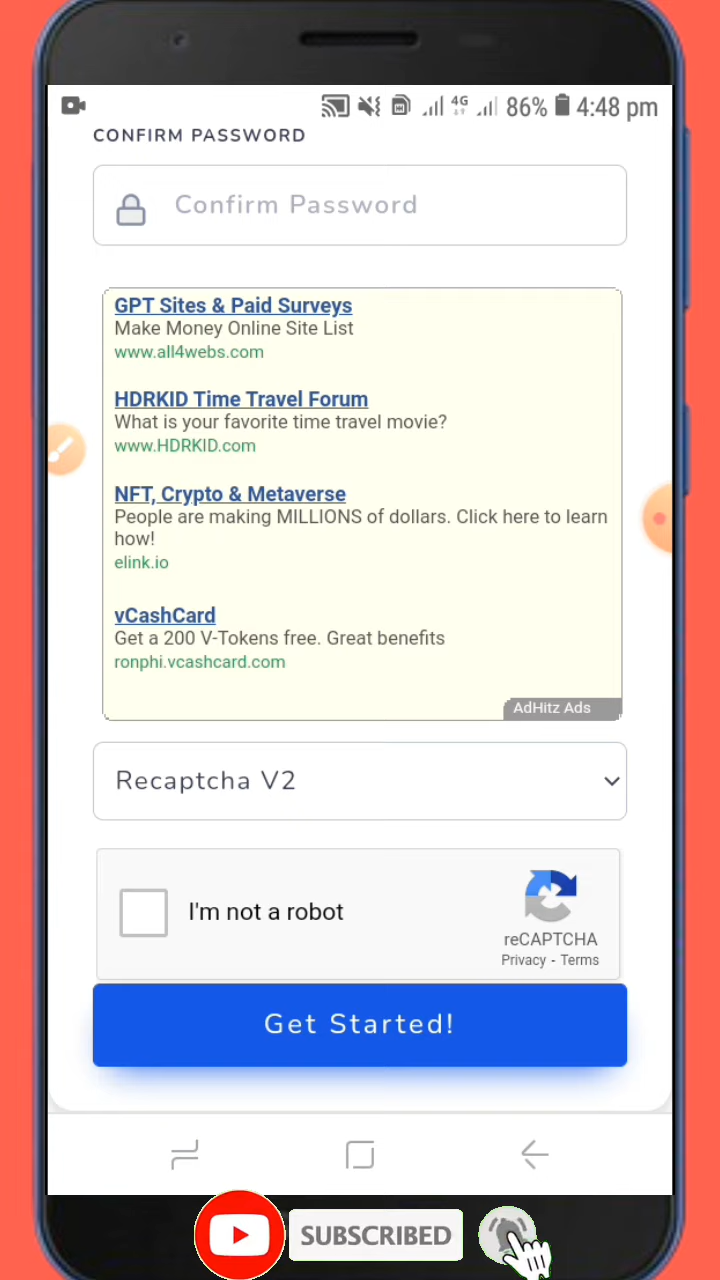 4G 86% 4:48 pm
CONFIRM PASSWORD
Confirm Password
GPT Sites & Paid Surveys
Make Money Online Site List
www.all4webs.com
HDRKID Time Travel Forum
What is your favorite time travel movie?
www.HDRKID.com
NFT, Crypto & Metaverse
People are making MILLIONS of dollars. Click here to learn
how!
elink.io
vCashCard
Get a 200 V-Tokens free. Great benefits
ronphi.vcashcard.com
AdHitz Ads
Recaptcha V2
I'm not a robot
reCAPTCHA
Privacy - Terms
Get Started!
SUBSCRIBED